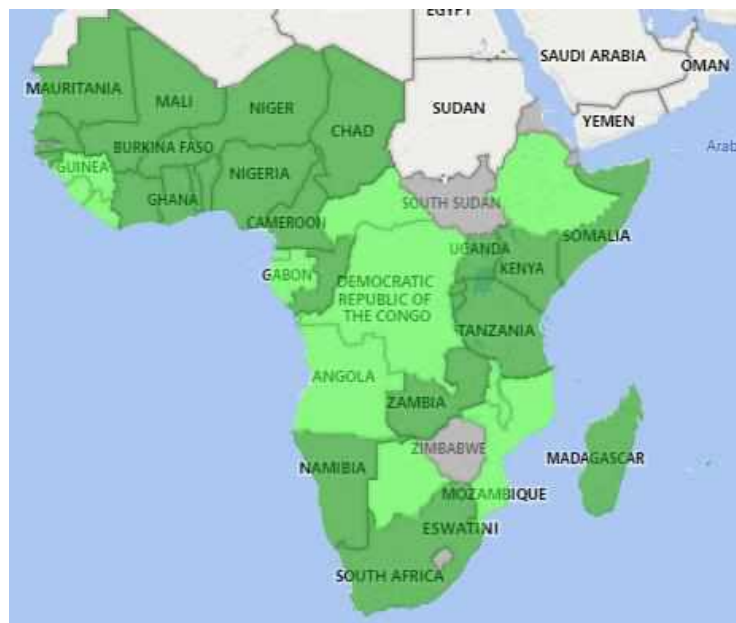 EGYPT
SAUDI ARABIA
OMAN
MAURITANIA
MALI
NIGER
CHAD
SUDAN
YEMEN
BURKINA FASO
Arab
GUINEA
NIGERIA
GHANA
SOUTH SUDAN
CAMEROON
SOMALIA
UGANDA
KENYA
GABON
DEMOCRATIC
REPUBLIC OF
THE CONGO
TANZANIA
ANGOLA
ZAMBIA
ZIMBABWE
NAMIBIA
MADAGASCAR
MOZAMBIQUE
ESWATINI
SOUTH AFRICA